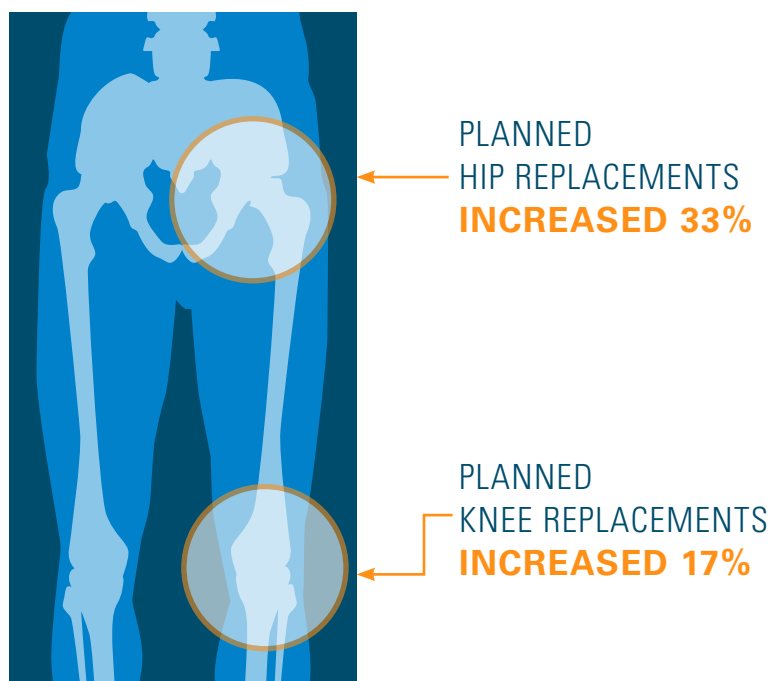 PLANNED
HIP REPLACEMENTS
INCREASED 33%
PLANNED
KNEE REPLACEMENTS
INCREASED 17%